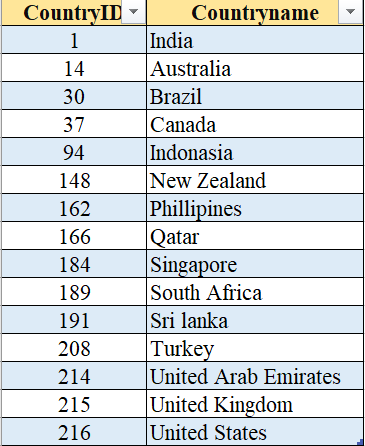 CountryID Countryname
1 India
14 Australia
30 Brazil
37 Canada
94 Indonasia
148 New Zealand
162 Phillipines
166 Qatar
184 Singapore
189 South Africa
191 Sri lanka
208 Turkey
214 United Arab Emirates
215 United Kingdom
216 United States